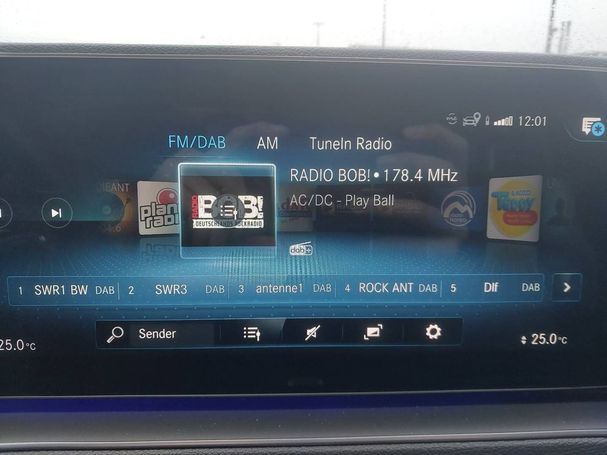 12:01
FM/DAB AM TuneIn Radio
RADIO BOB! • 178.4 MHz
AC/DC - Play Ball
planet radio
RADIO BOB!
DEUTSCHLANDS ROCKRADIO
dab+
1 SWR1 BW DAB 2 SWR3 DAB 3 antenne1 DAB 4 ROCK ANT DAB 5 Dlf DAB
Sender
25.0°C
25.0°C